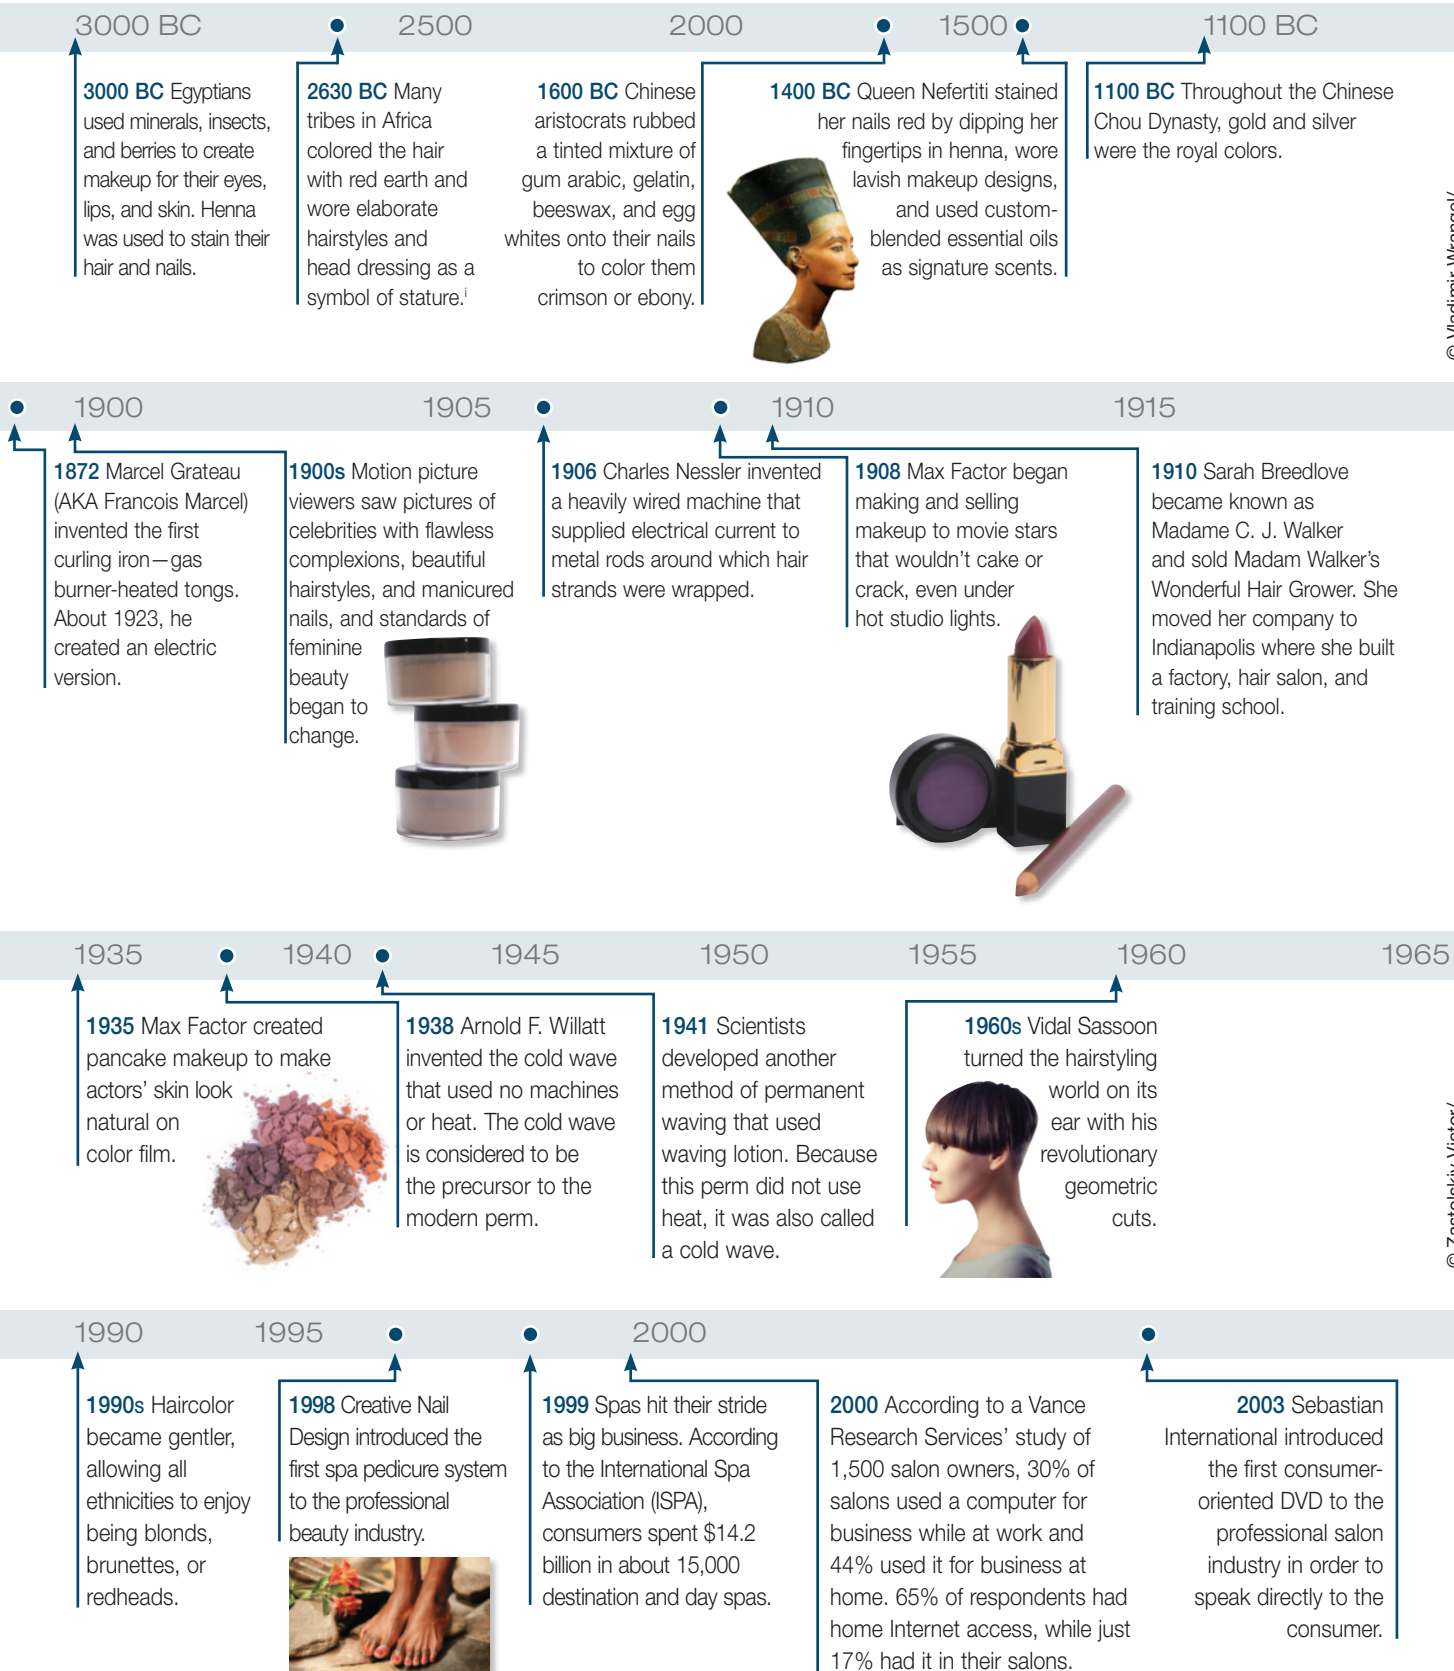 3000 BC 2500 2000 1500 1100 BC
3000 BC Egyptians
used minerals, insects,
and berries to create
makeup for their eyes,
lips, and skin. Henna
was used to stain their
hair and nails.
2630 BC Many
tribes in Africa
colored the hair
with red earth and
wore elaborate
hairstyles and
head dressing as a
symbol of stature.i
1600 BC Chinese
aristocrats rubbed
a tinted mixture of
gum arabic, gelatin,
beeswax, and egg
whites onto their nails
to color them
crimson or ebony.
1400 BC Queen Nefertiti stained
her nails red by dipping her
fingertips in henna, wore
lavish makeup designs,
and used custom-
blended essential oils
as signature scents.
1100 BC Throughout the Chinese
Chou Dynasty, gold and silver
were the royal colors.
© Vladimir Wrangel/
1900 1905 1910 1915
1872 Marcel Grateau
(AKA Francois Marcel)
invented the first
curling iron—gas
burner-heated tongs.
About 1923, he
created an electric
version.
1900s Motion picture
viewers saw pictures of
celebrities with flawless
complexions, beautiful
hairstyles, and manicured
nails, and standards of
feminine
beauty
began to
change.
1906 Charles Nessler invented
a heavily wired machine that
supplied electrical current to
metal rods around which hair
strands were wrapped.
1908 Max Factor began
making and selling
makeup to movie stars
that wouldn't cake or
crack, even under
hot studio lights.
1910 Sarah Breedlove
became known as
Madame C. J. Walker
and sold Madam Walker's
Wonderful Hair Grower. She
moved her company to
Indianapolis where she built
a factory, hair salon, and
training school.
1935 1940 1945 1950 1955 1960 1965
1935 Max Factor created
pancake makeup to make
actors' skin look
natural on
color film.
1938 Arnold F. Willatt
invented the cold wave
that used no machines
or heat. The cold wave
is considered to be
the precursor to the
modern perm.
1941 Scientists
developed another
method of permanent
waving that used
waving lotion. Because
this perm did not use
heat, it was also called
a cold wave.
1960s Vidal Sassoon
turned the hairstyling
world on its
ear with his
revolutionary
geometric
cuts.
1990 1995 2000
1990s Haircolor
became gentler,
allowing all
ethnicities to enjoy
being blonds,
brunettes, or
redheads.
1998 Creative Nail
Design introduced the
first spa pedicure system
to the professional
beauty industry.
1999 Spas hit their stride
as big business. According
to the International Spa
Association (ISPA),
consumers spent $14.2
billion in about 15,000
destination and day spas.
2000 According to a Vance
Research Services' study of
1,500 salon owners, 30% of
salons used a computer for
business while at work and
44% used it for business at
home. 65% of respondents had
home Internet access, while just
17% had it in their salons.
2003 Sebastian
International introduced
the first consumer-
oriented DVD to the
professional salon
industry in order to
speak directly to the
consumer.